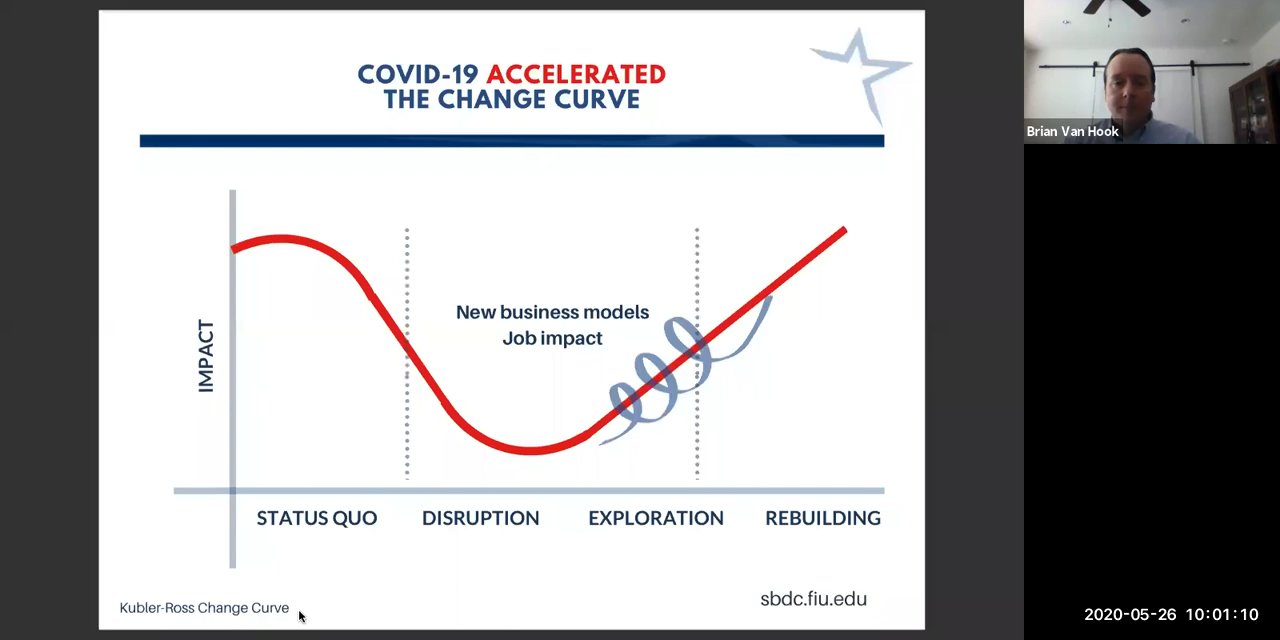 COVID-19 ACCELERATED
THE CHANGE CURVE
Brian Van Hook
New business models
Job impact
IMPACT
STATUS QUO
DISRUPTION
EXPLORATION
REBUILDING
Kubler-Ross Change Curve
sbdc.fiu.edu
2020-05-26 10:01:10